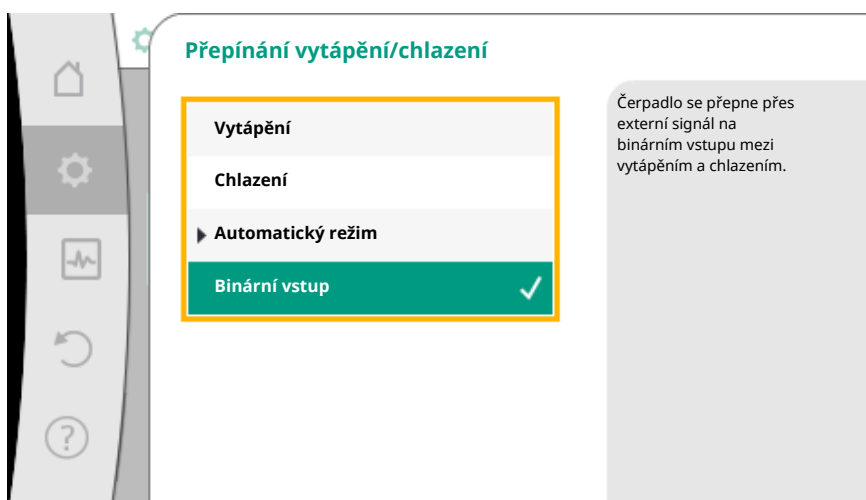 Přepínání vytápění/chlazení
Vytápění
Chlazení
Automatický režim
Binární vstup
Čerpadlo se přepne přes
externí signál na
binárním vstupu mezi
vytápěním a chlazením.
?